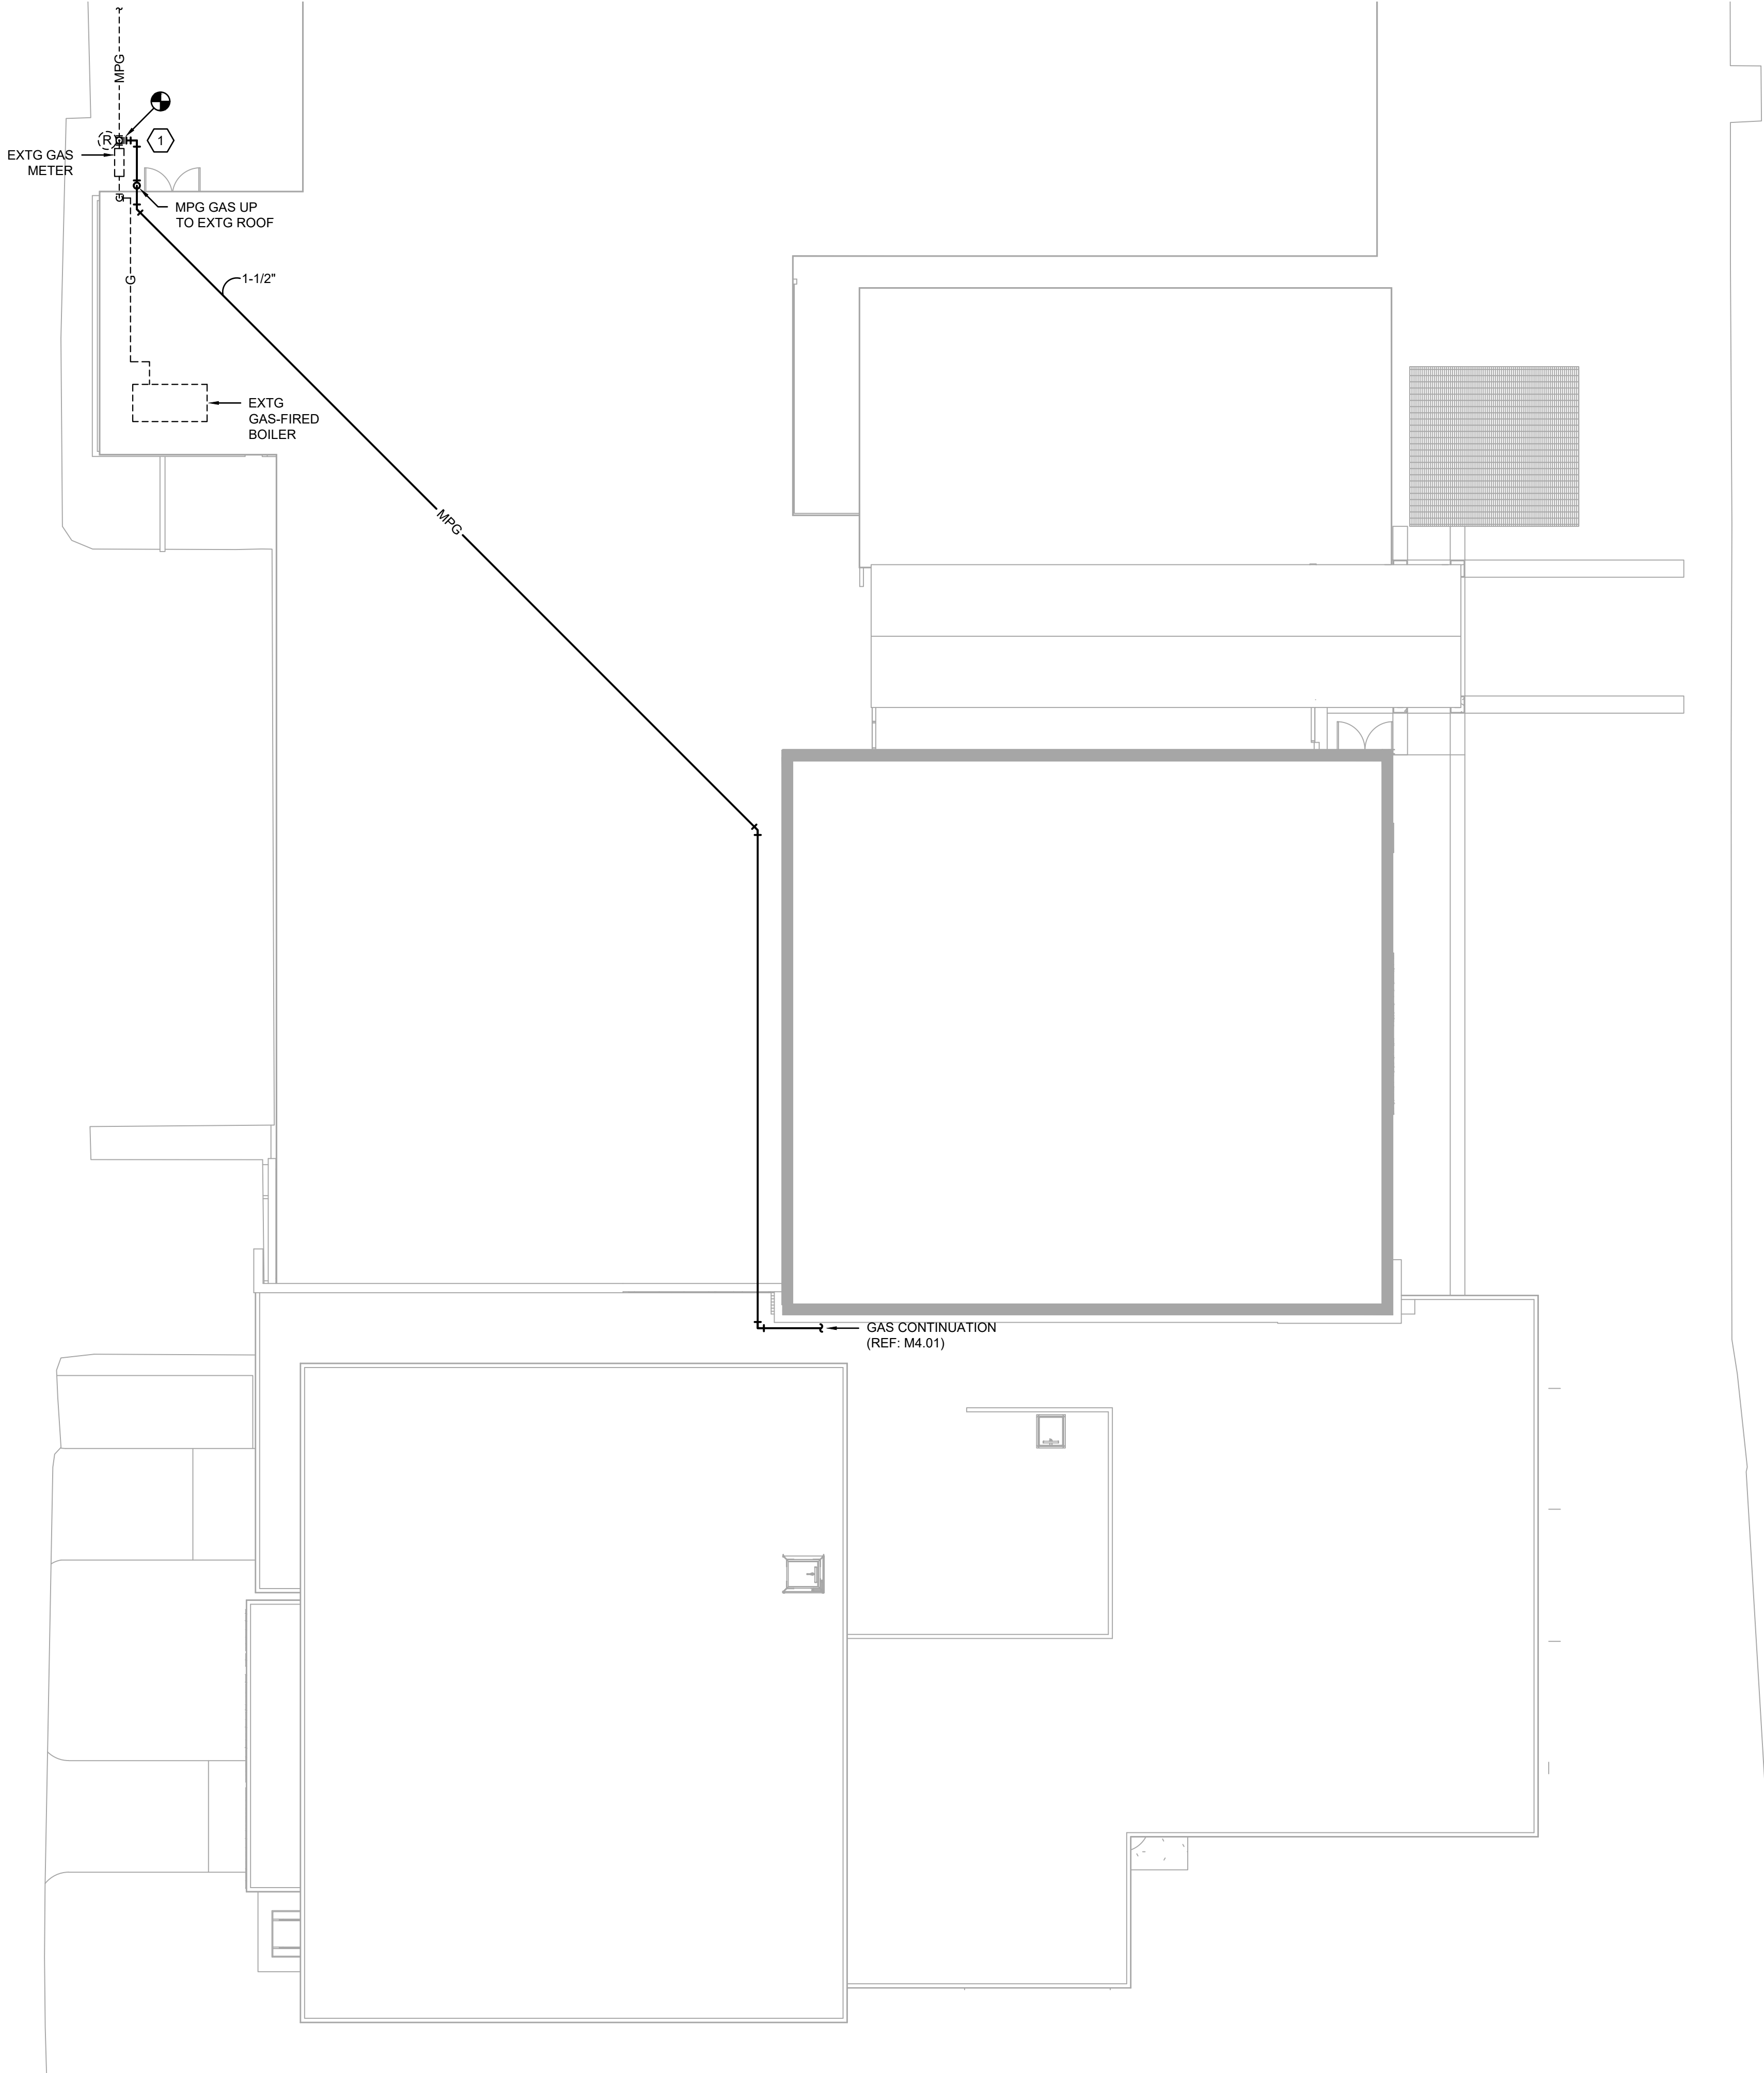 MPG
R
1
EXTG GAS
METER
G
MPG GAS UP
TO EXTG ROOF
G
1-1/2"
EXTG
GAS-FIRED
BOILER
MPG
GAS CONTINUATION
(REF: M4.01)